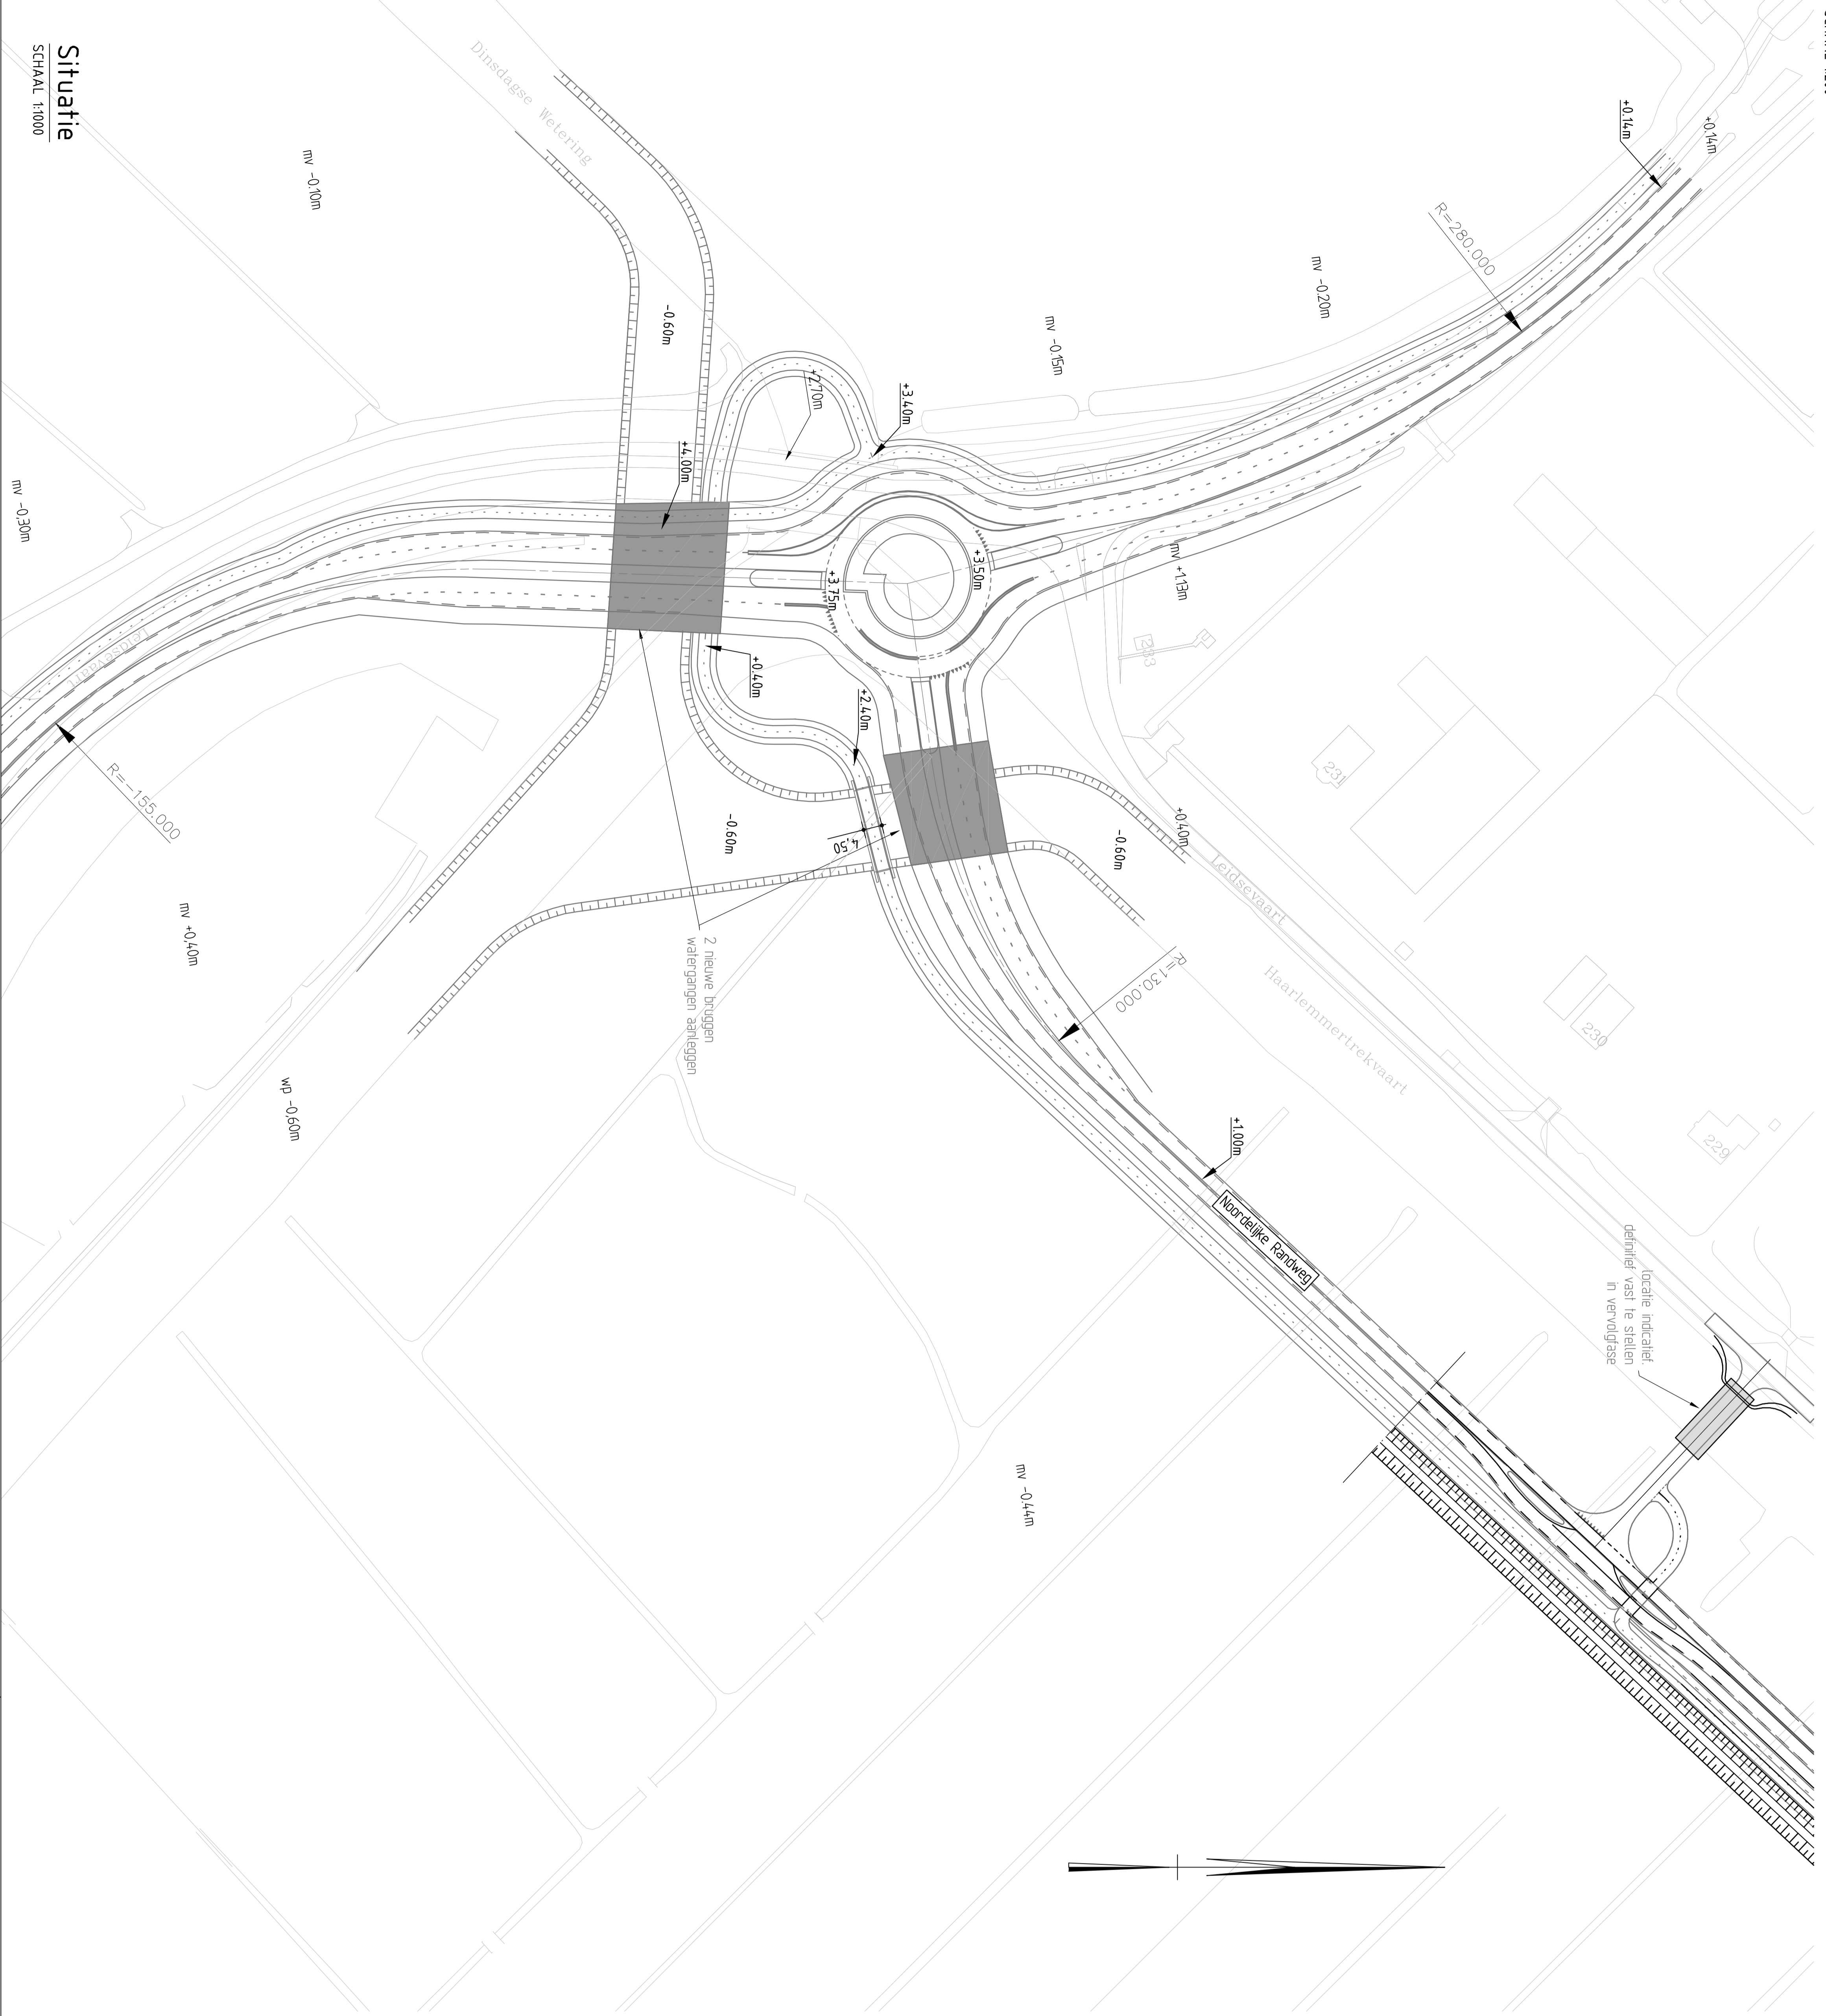 Situatie
SCHAAL 1:1000
Dinsdagse Wetering
mv -0.10m
mv -0.30m
-0.60m
+4.00m
+2.70m
+3.40m
mv -0.15m
mv -0.20m
R=280.000
+0.14m
+0.14m
+3.75m
+3.50m
mv +1.13m
233
231
230
229
Leidsevaart
R=-155.000
+0.40m
+2.40m
-0.60m
4,50
-0.60m
+0.40m
Leidsevaart
Haarlemmertrekvaart
mv +0,40m
wp -0,60m
2 nieuwe bruggen
watergangen aanleggen
R=130.000
+1.00m
Noordelijke Randweg
locatie indicatief.
definitief vast te stellen
in vervolgfase
mv -0.44m